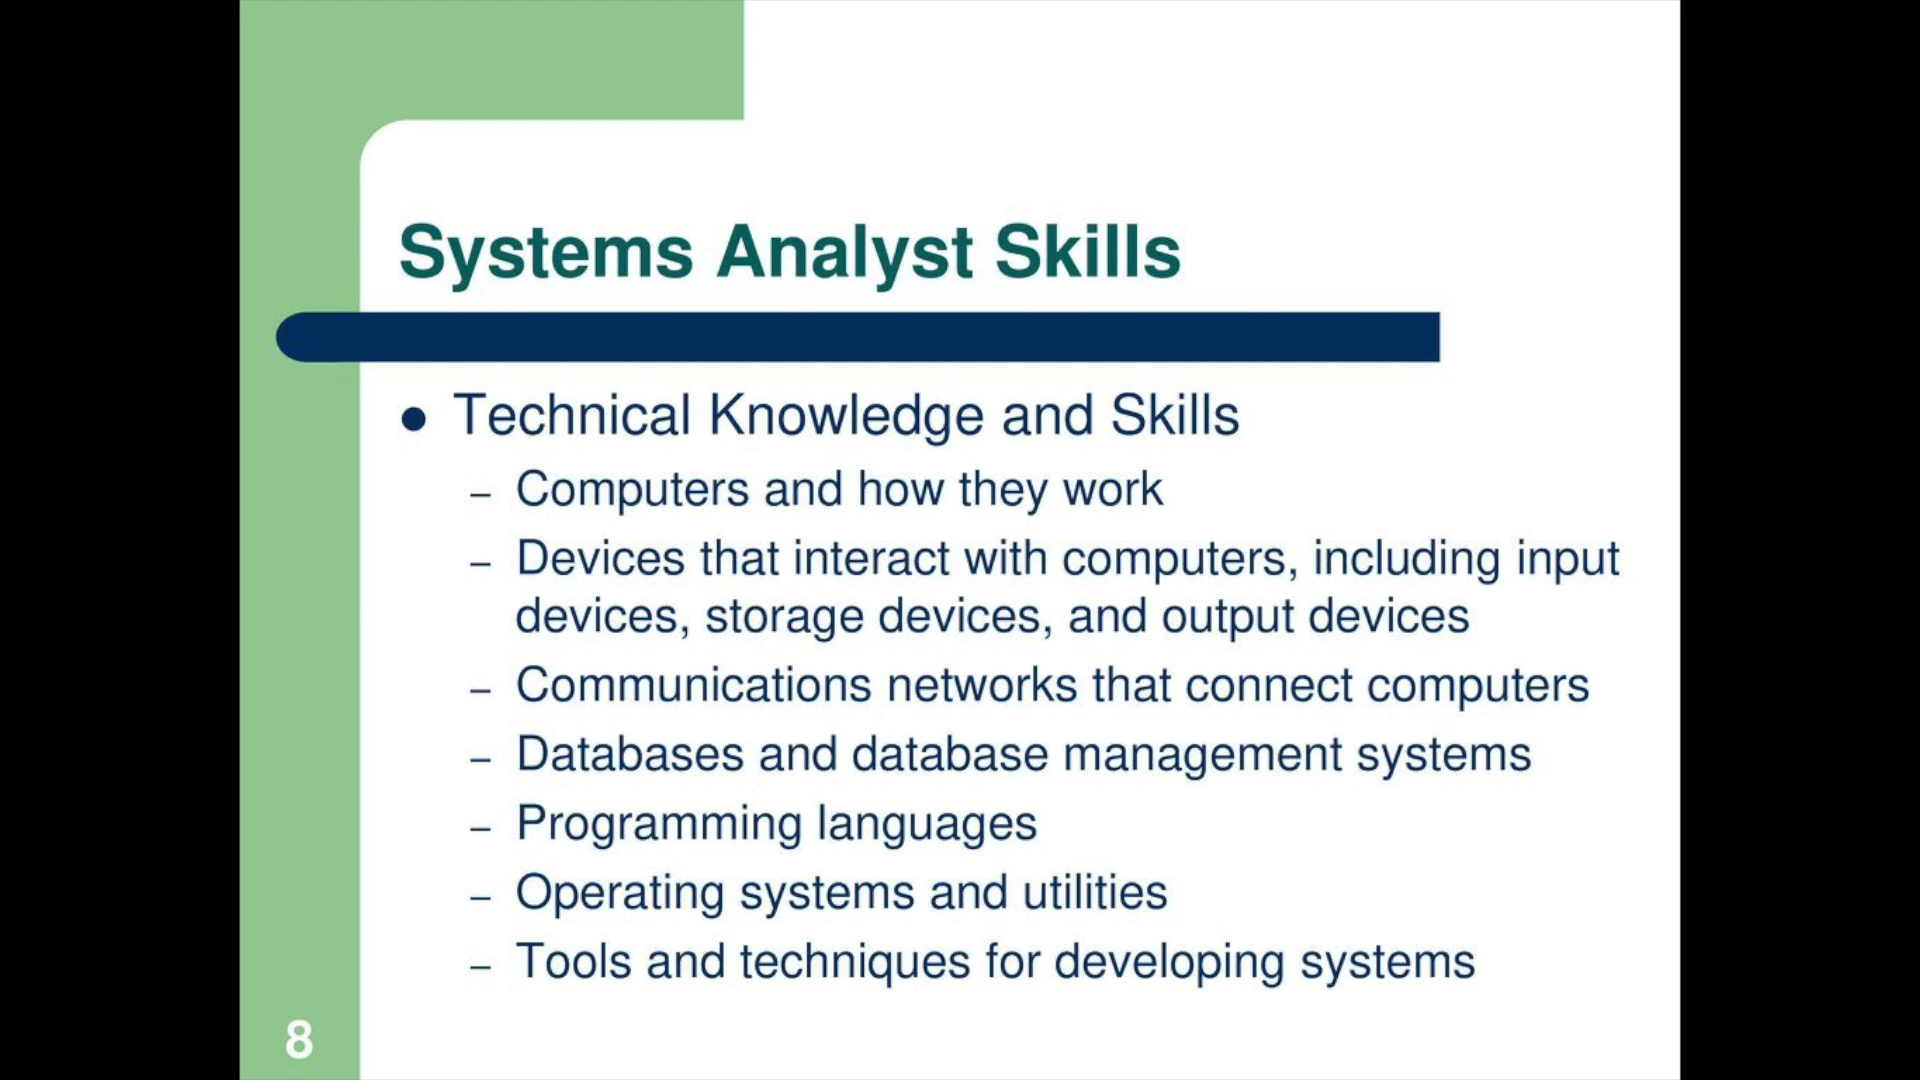 Systems Analyst Skills
● Technical Knowledge and Skills
– Computers and how they work
– Devices that interact with computers, including input
devices, storage devices, and output devices
– Communications networks that connect computers
– Databases and database management systems
– Programming languages
– Operating systems and utilities
– Tools and techniques for developing systems
8